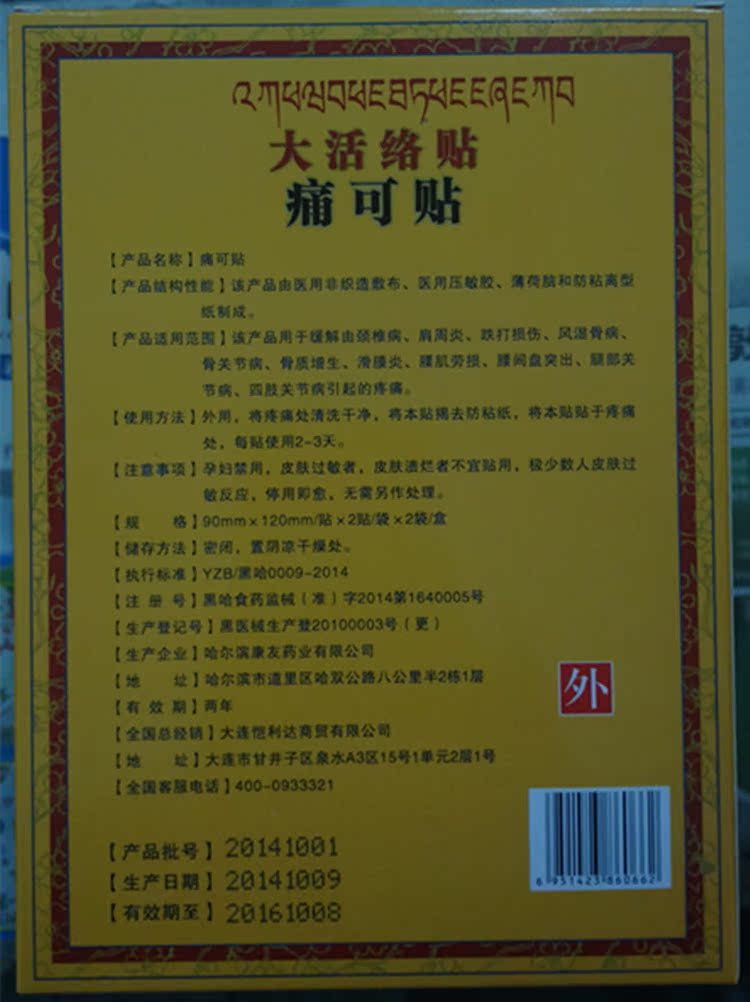 འཀཕལབཕངཐཏཕངངཞངཀབ
大活络贴
痛可贴
【产品名称】痛可贴
【产品结构性能】该产品由医用非织造敷布、医用压敏胶、薄荷脑和防粘离型
纸制成。
【产品适用范围】该产品用于缓解由颈椎病、肩周炎、跌打损伤、风湿骨病、
骨关节病、骨质增生、滑膜炎、腰肌劳损、腰间盘突出、腿部关
节病、四肢关节病引起的疼痛。
【使用方法】外用，将疼痛处清洗干净，将本贴揭去防粘纸，将本贴贴于疼痛
处，每贴使用2-3天。
【注意事项】孕妇禁用，皮肤过敏者，皮肤溃烂者不宜贴用，极少数人皮肤过
敏反应，停用即愈，无需另作处理。
【规 格】90mm×120mm/贴×2贴/袋×2袋/盒
【储存方法】密闭，置阴凉干燥处。
【执行标准】YZB/黑哈0009-2014
【注 册 号】黑哈食药监械（准）字2014第1640005号
【生产登记号】黑医械生产登20100003号（更）
【生产企业】哈尔滨康友药业有限公司
【地 址】哈尔滨市道里区哈双公路八公里半2栋1层
【有 效 期】两年
【全国总经销】大连恺利达商贸有限公司
【地 址】大连市甘井子区泉水A3区15号1单元2层1号
【全国客服电话】400-0933321
外
【产品批号】20141001
【生产日期】20141009
【有效期至】20161008
6 951423 860662